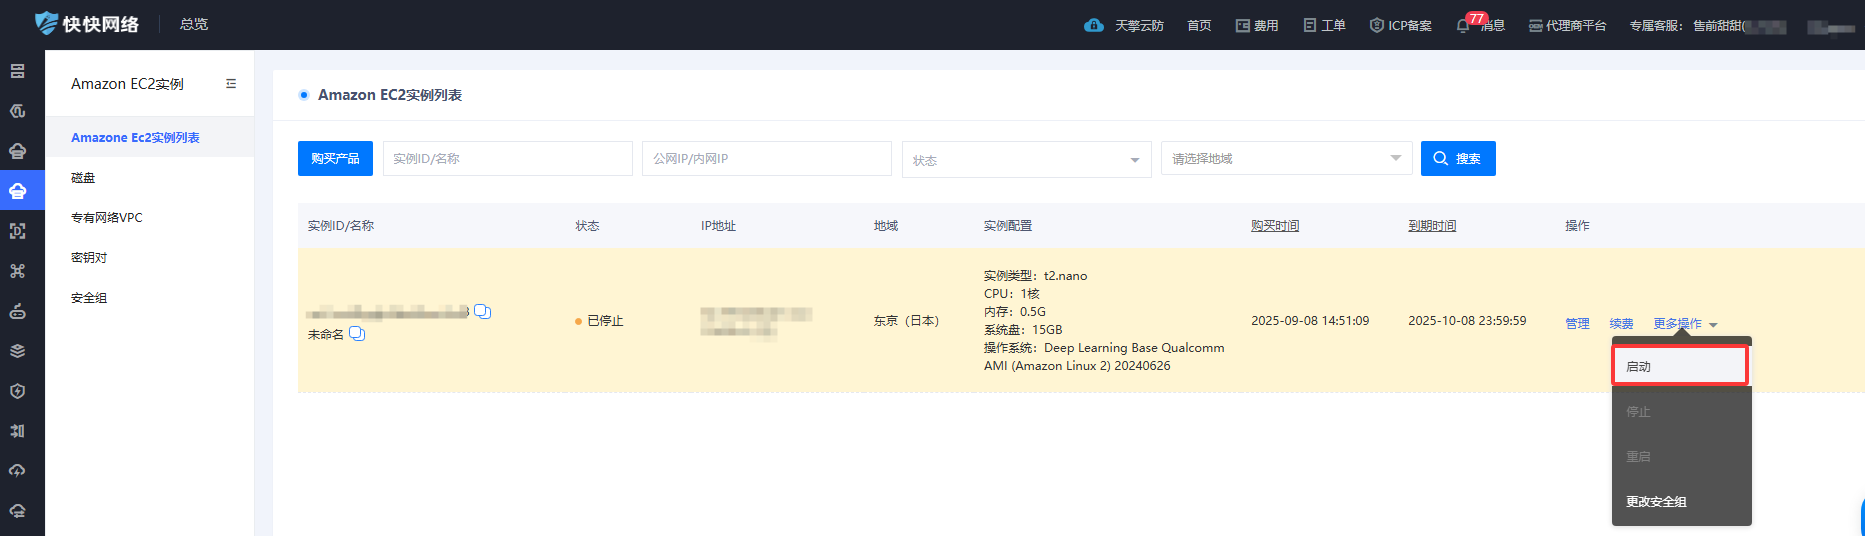 快快网络
总览
天擎云防
首页
费用
工单
ICP备案
77
消息
代理商平台
专属客服：售前甜甜(
Amazon EC2实例
Amazone Ec2实例列表
磁盘
专有网络VPC
密钥对
安全组
Amazon EC2实例列表
购买产品
实例ID/名称
公网IP/内网IP
状态
请选择地域
搜索
实例ID/名称
状态
IP地址
地域
实例配置
购买时间
到期时间
操作
未命名
已停止
东京（日本）
实例类型：t2.nano
CPU：1核
内存：0.5G
系统盘：15GB
操作系统：Deep Learning Base Qualcomm
AMI (Amazon Linux 2) 20240626
2025-09-08 14:51:09
2025-10-08 23:59:59
管理
续费
更多操作
启动
停止
重启
更改安全组